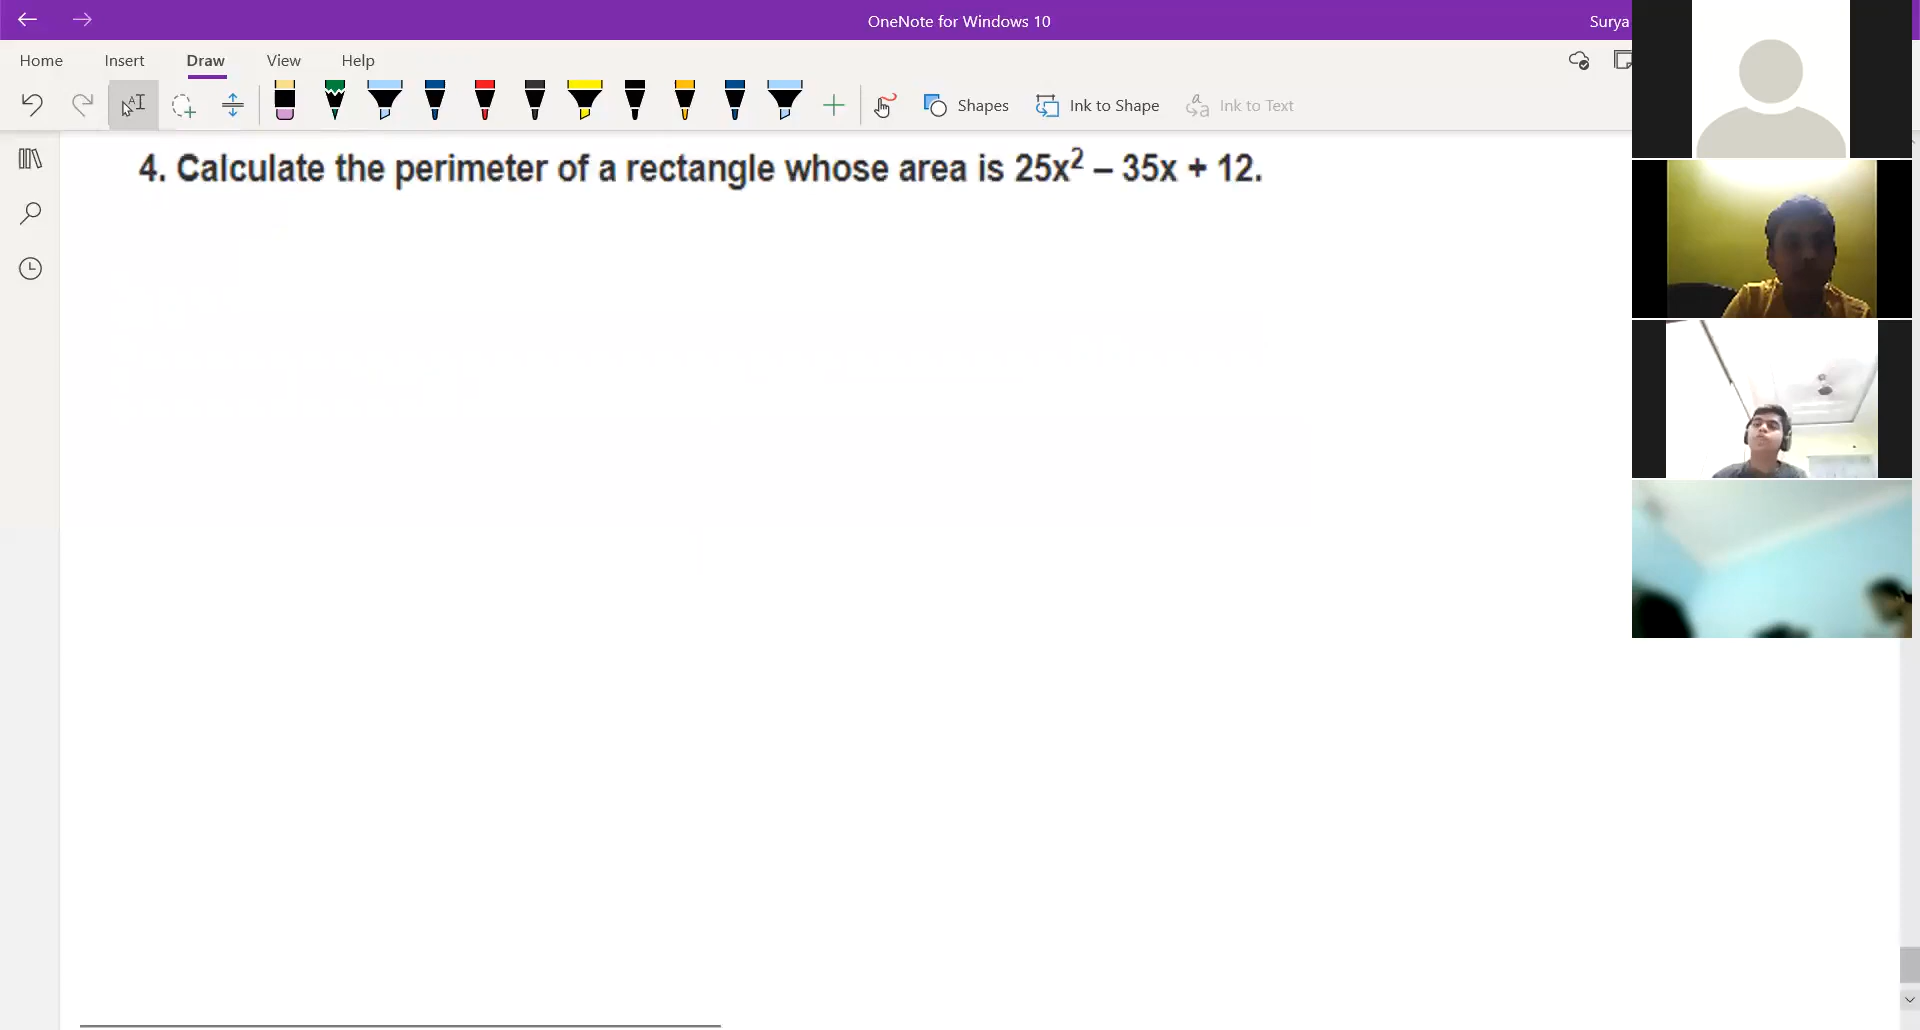 OneNote for Windows 10
Surya
Home Insert Draw View Help
Shapes Ink to Shape Ink to Text
4. Calculate the perimeter of a rectangle whose area is 25x² – 35x + 12.